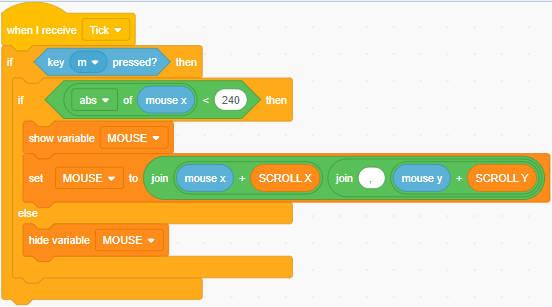 when I receive Tick
if key m pressed? then
if abs of mouse x < 240 then
show variable MOUSE
set MOUSE to join mouse x + SCROLL X join , mouse y + SCROLL Y
else
hide variable MOUSE